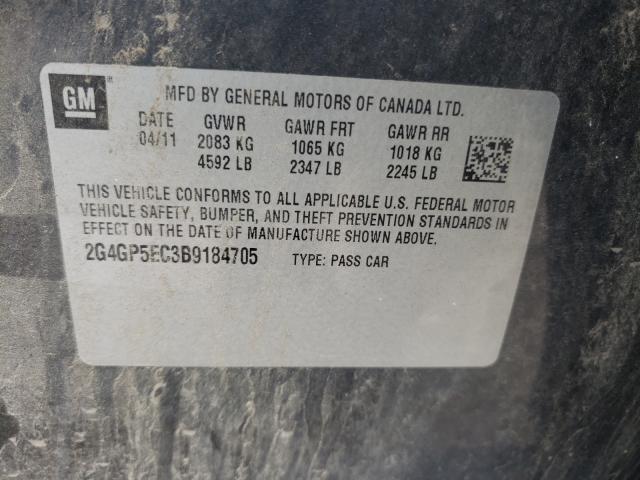 GM
MFD BY GENERAL MOTORS OF CANADA LTD.
DATE GVWR GAWR FRT GAWR RR
04/11 2083 KG 1065 KG 1018 KG
4592 LB 2347 LB 2245 LB
THIS VEHICLE CONFORMS TO ALL APPLICABLE U.S. FEDERAL MOTOR
VEHICLE SAFETY, BUMPER, AND THEFT PREVENTION STANDARDS IN
EFFECT ON THE DATE OF MANUFACTURE SHOWN ABOVE.
2G4GP5EC3B9184705 TYPE: PASS CAR